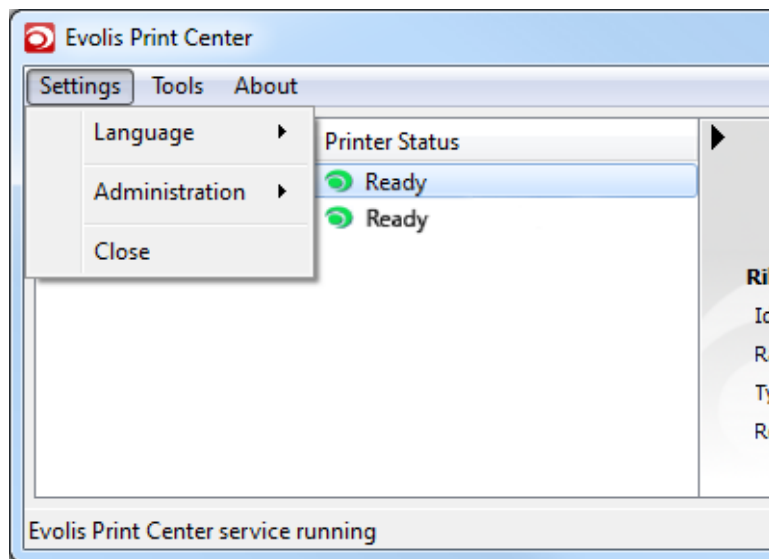 Evolis Print Center
Settings Tools About
Language
Administration
Close
Printer Status
Ready
Ready
Evolis Print Center service running